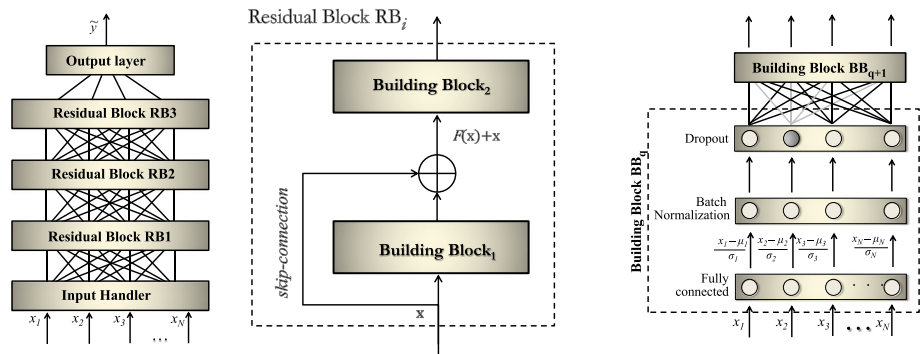 ỹ
Output layer
Residual Block RB3
Residual Block RB2
Residual Block RB1
Input Handler
x1 x2 x3 ... xN
Residual Block RBi
Building Block2
F(x)+x
skip-connection
Building Block1
x
Building Block BBq+1
Building Block BBq
Dropout
Batch
Normalization
x1−μ1/σ1 x2−μ2/σ2 x3−μ3/σ3 xN−μN/σN
Fully
connected
. . .
x1 x2 x3 ... xN